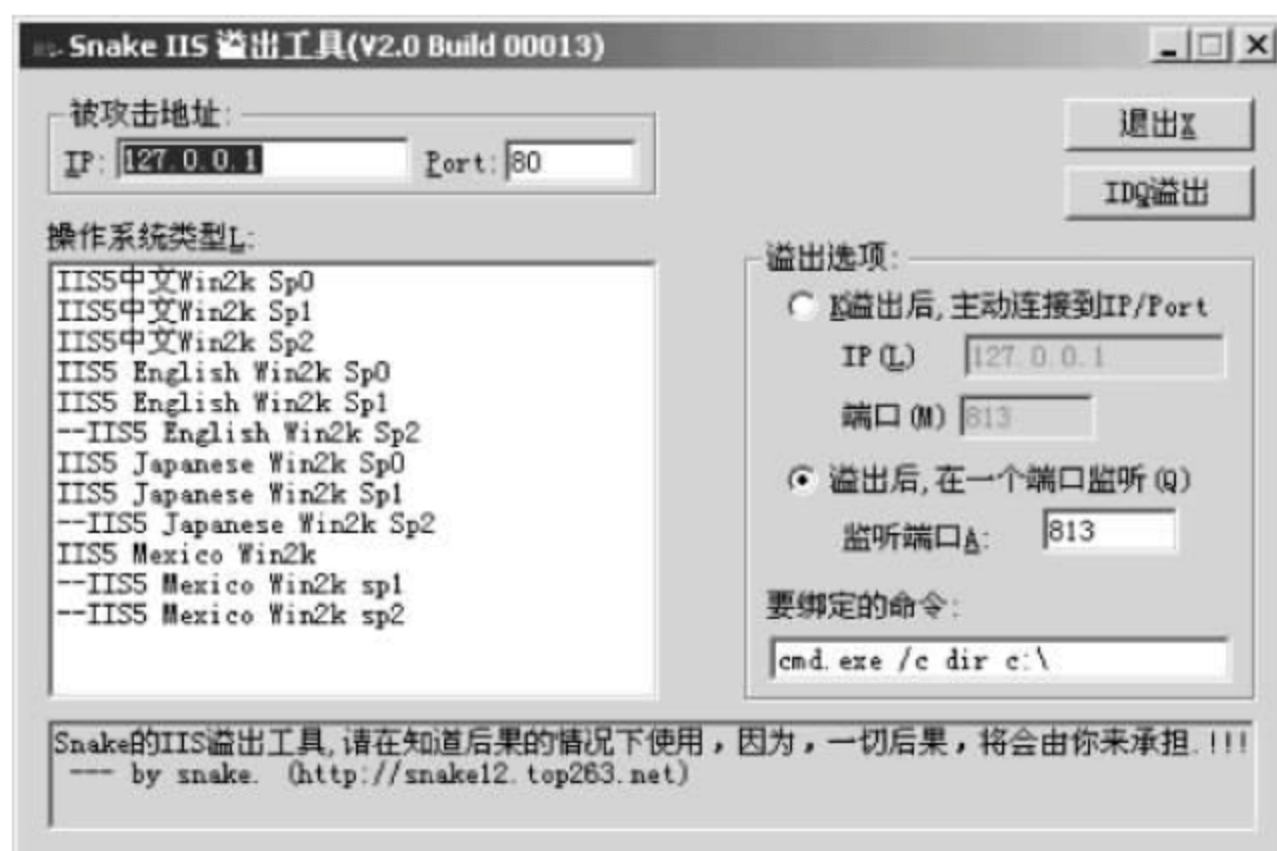 Snake IIS 溢出工具(V2.0 Build 00013)
被攻击地址:
IP: 127.0.0.1 Port: 80
退出X
IDQ溢出
操作系统类型L:
IIS5中文Win2k Sp0
IIS5中文Win2k Sp1
IIS5中文Win2k Sp2
IIS5 English Win2k Sp0
IIS5 English Win2k Sp1
--IIS5 English Win2k Sp2
IIS5 Japanese Win2k Sp0
IIS5 Japanese Win2k Sp1
--IIS5 Japanese Win2k Sp2
IIS5 Mexico Win2k
--IIS5 Mexico Win2k sp1
--IIS5 Mexico Win2k sp2
溢出选项:
K溢出后,主动连接到IP/Port
IP(L) 127.0.0.1
端口(M) 813
溢出后,在一个端口监听(Q)
监听端口A: 813
要绑定的命令:
cmd.exe /c dir c:\
Snake的IIS溢出工具,请在知道后果的情况下使用，因为，一切后果，将会由你来承担.!!!
--- by snake. (http://snake12.top263.net)